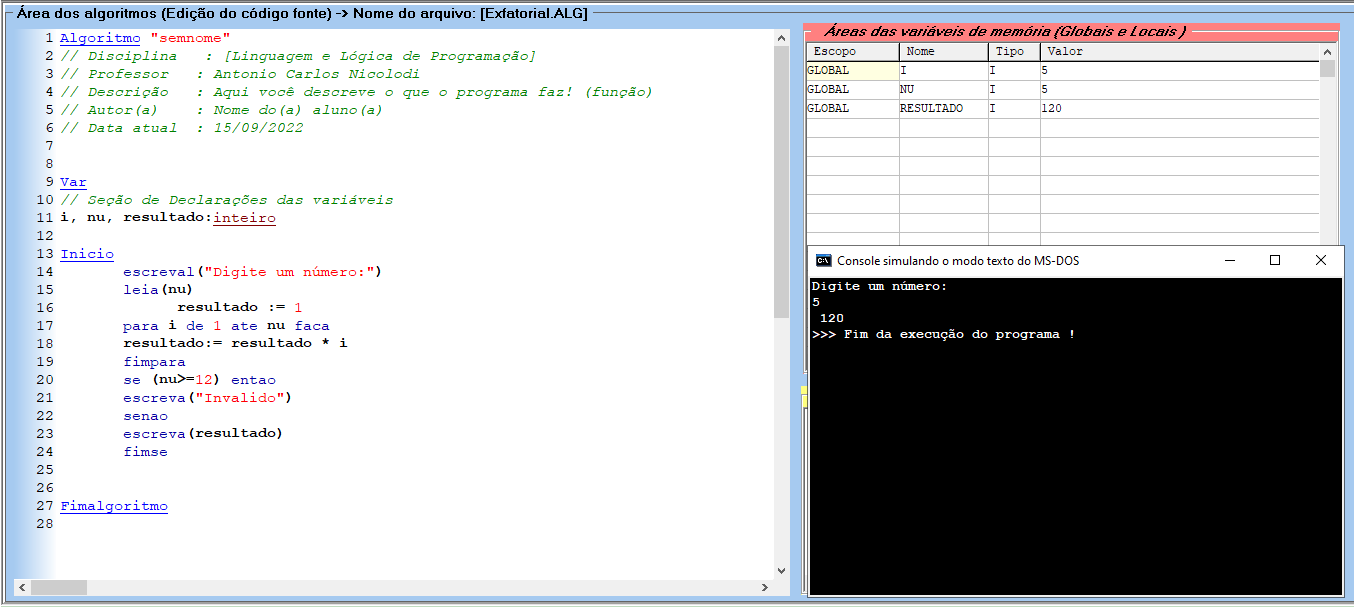 Área dos algoritmos (Edição do código fonte) -> Nome do arquivo: [Exfatorial.ALG]
1 Algoritmo "semnome"
2 // Disciplina   : [Linguagem e Lógica de Programação]
3 // Professor   : Antonio Carlos Nicolodi
4 // Descrição   : Aqui você descreve o que o programa faz! (função)
5 // Autor(a)    : Nome do(a) aluno(a)
6 // Data atual  : 15/09/2022
7
8
9 Var
10 // Seção de Declarações das variáveis
11 i, nu, resultado:inteiro
12
13 Inicio
14        escreval("Digite um número:")
15        leia(nu)
16              resultado := 1
17        para i de 1 ate nu faca
18        resultado:= resultado * i
19        fimpara
20        se (nu>=12) entao
21        escreva("Invalido")
22        senao
23        escreva(resultado)
24        fimse
25
26
27 Fimalgoritmo
28
Áreas das variáveis de memória (Globais e Locais )
Escopo Nome Tipo Valor
GLOBAL I I 5
GLOBAL NU I 5
GLOBAL RESULTADO I 120
C:\ Console simulando o modo texto do MS-DOS
Digite um número:
5
 120
>>> Fim da execução do programa !